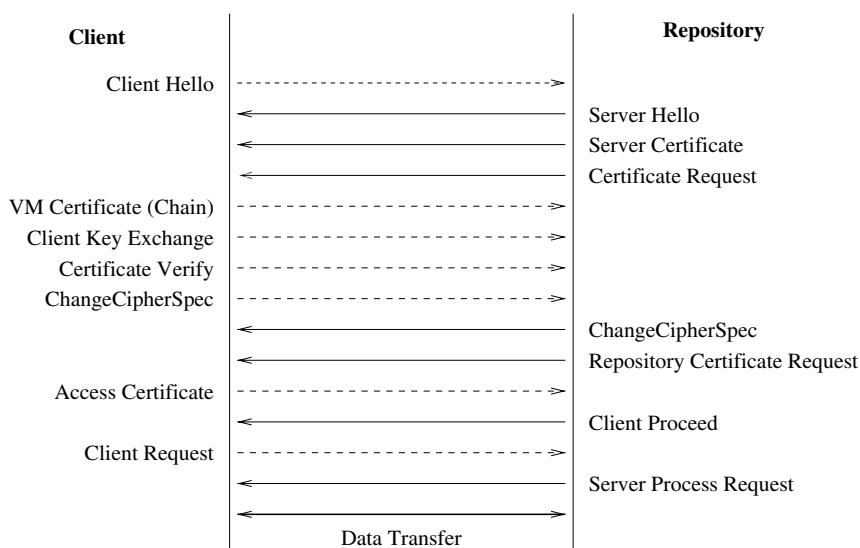 Client
Repository
Client Hello
Server Hello
Server Certificate
Certificate Request
VM Certificate (Chain)
Client Key Exchange
Certificate Verify
ChangeCipherSpec
ChangeCipherSpec
Repository Certificate Request
Access Certificate
Client Proceed
Client Request
Server Process Request
Data Transfer